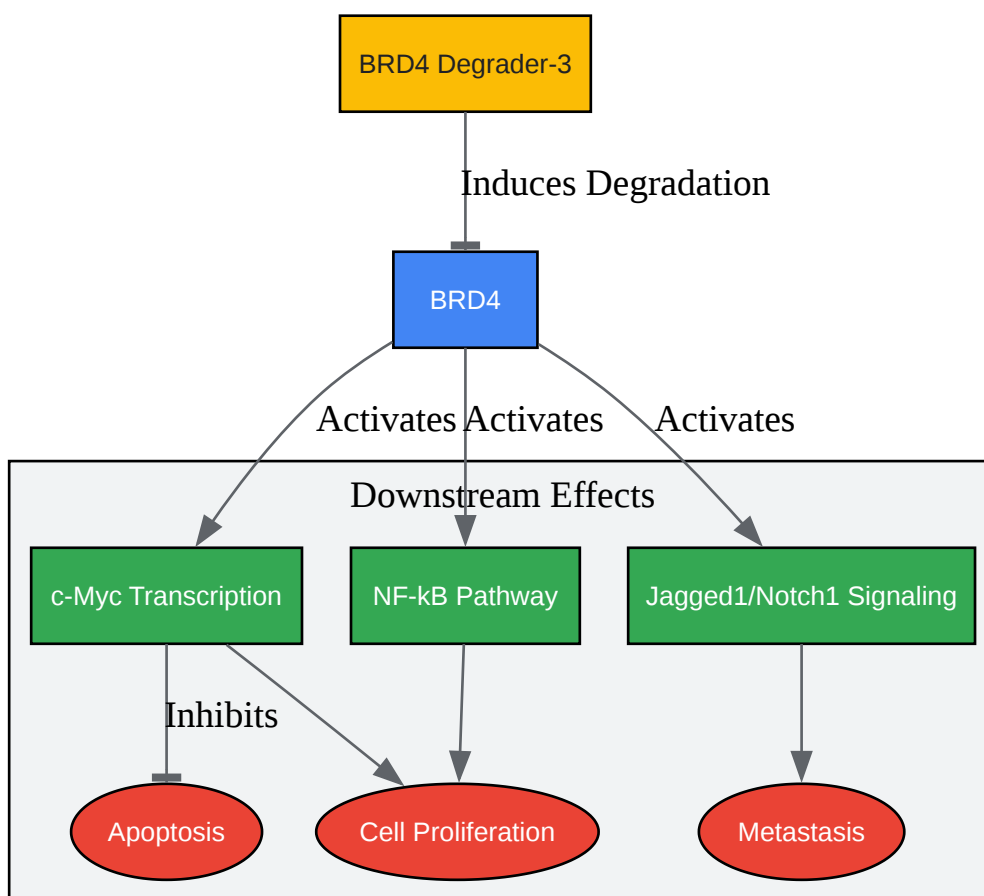 BRD4 Degrader-3
Induces Degradation
BRD4
Activates
Activates
Activates
Downstream Effects
c-Myc Transcription
NF-kB Pathway
Jagged1/Notch1 Signaling
Inhibits
Apoptosis
Cell Proliferation
Metastasis